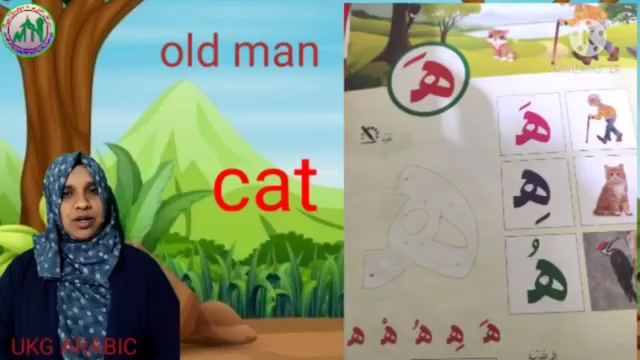 old man
cat
هَ
هَ
هِ
هُ
هَ هِ هُ هْ ه
UKG ARABIC